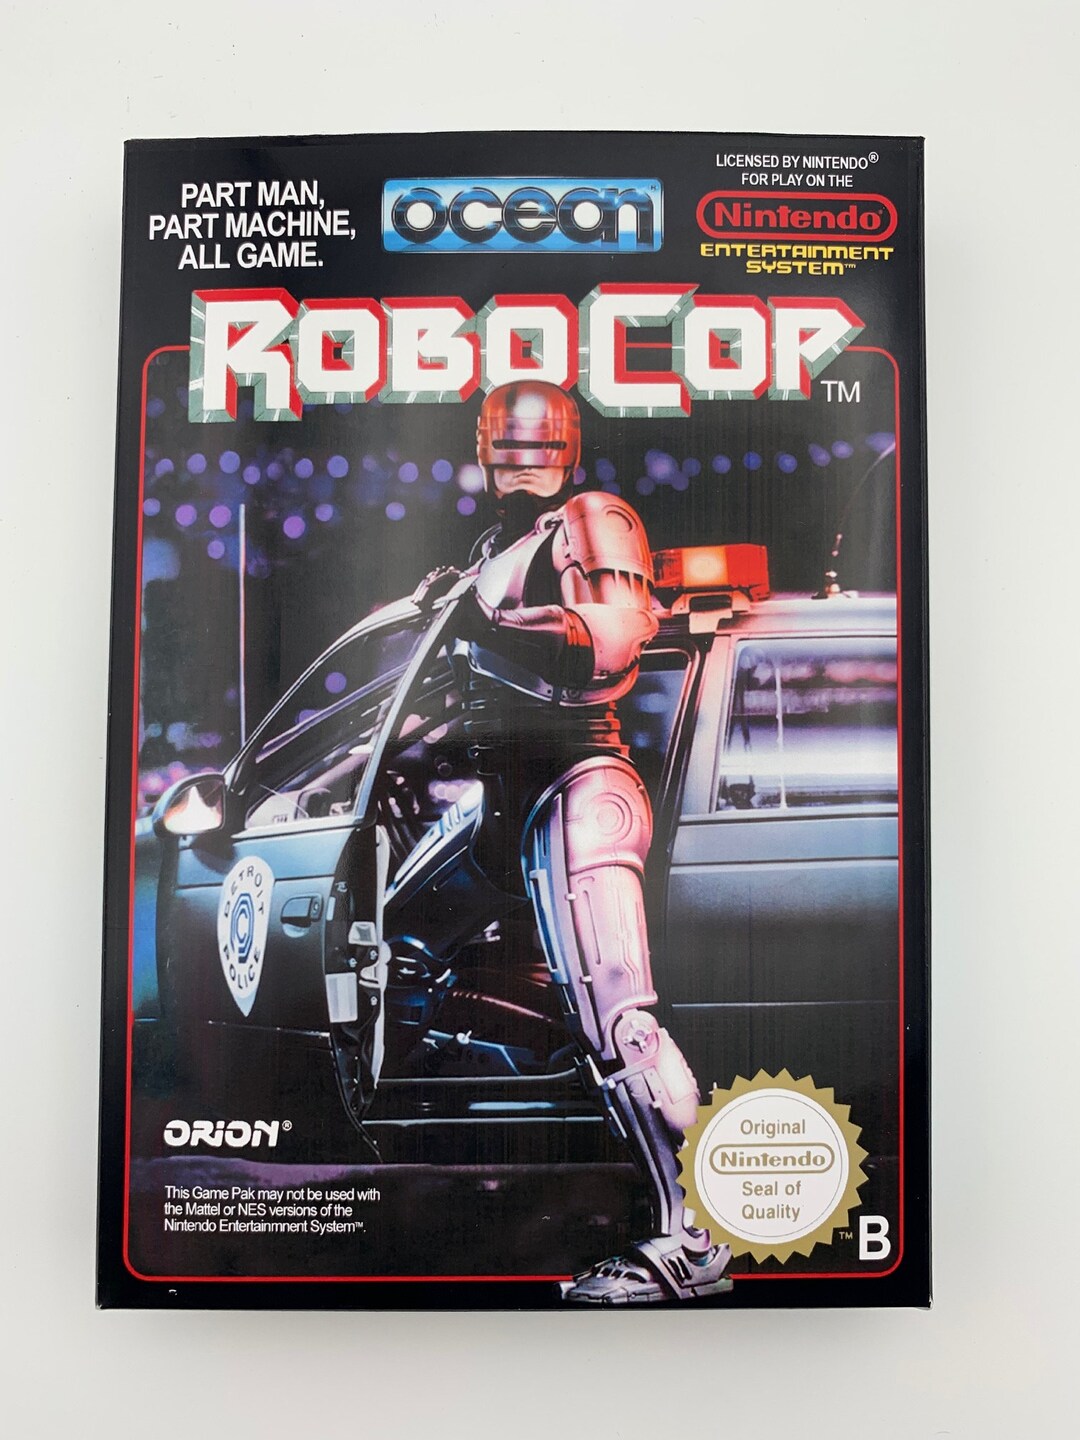 PART MAN,
PART MACHINE,
ALL GAME.
ocean
LICENSED BY NINTENDO®
FOR PLAY ON THE
Nintendo®
ENTERTAINMENT
SYSTEM™
ROBOCOP™
DETROIT
POLICE
ORION®
This Game Pak may not be used with
the Mattel or NES versions of the
Nintendo Entertainmnent System™.
Original
Nintendo
Seal of
Quality
™ B